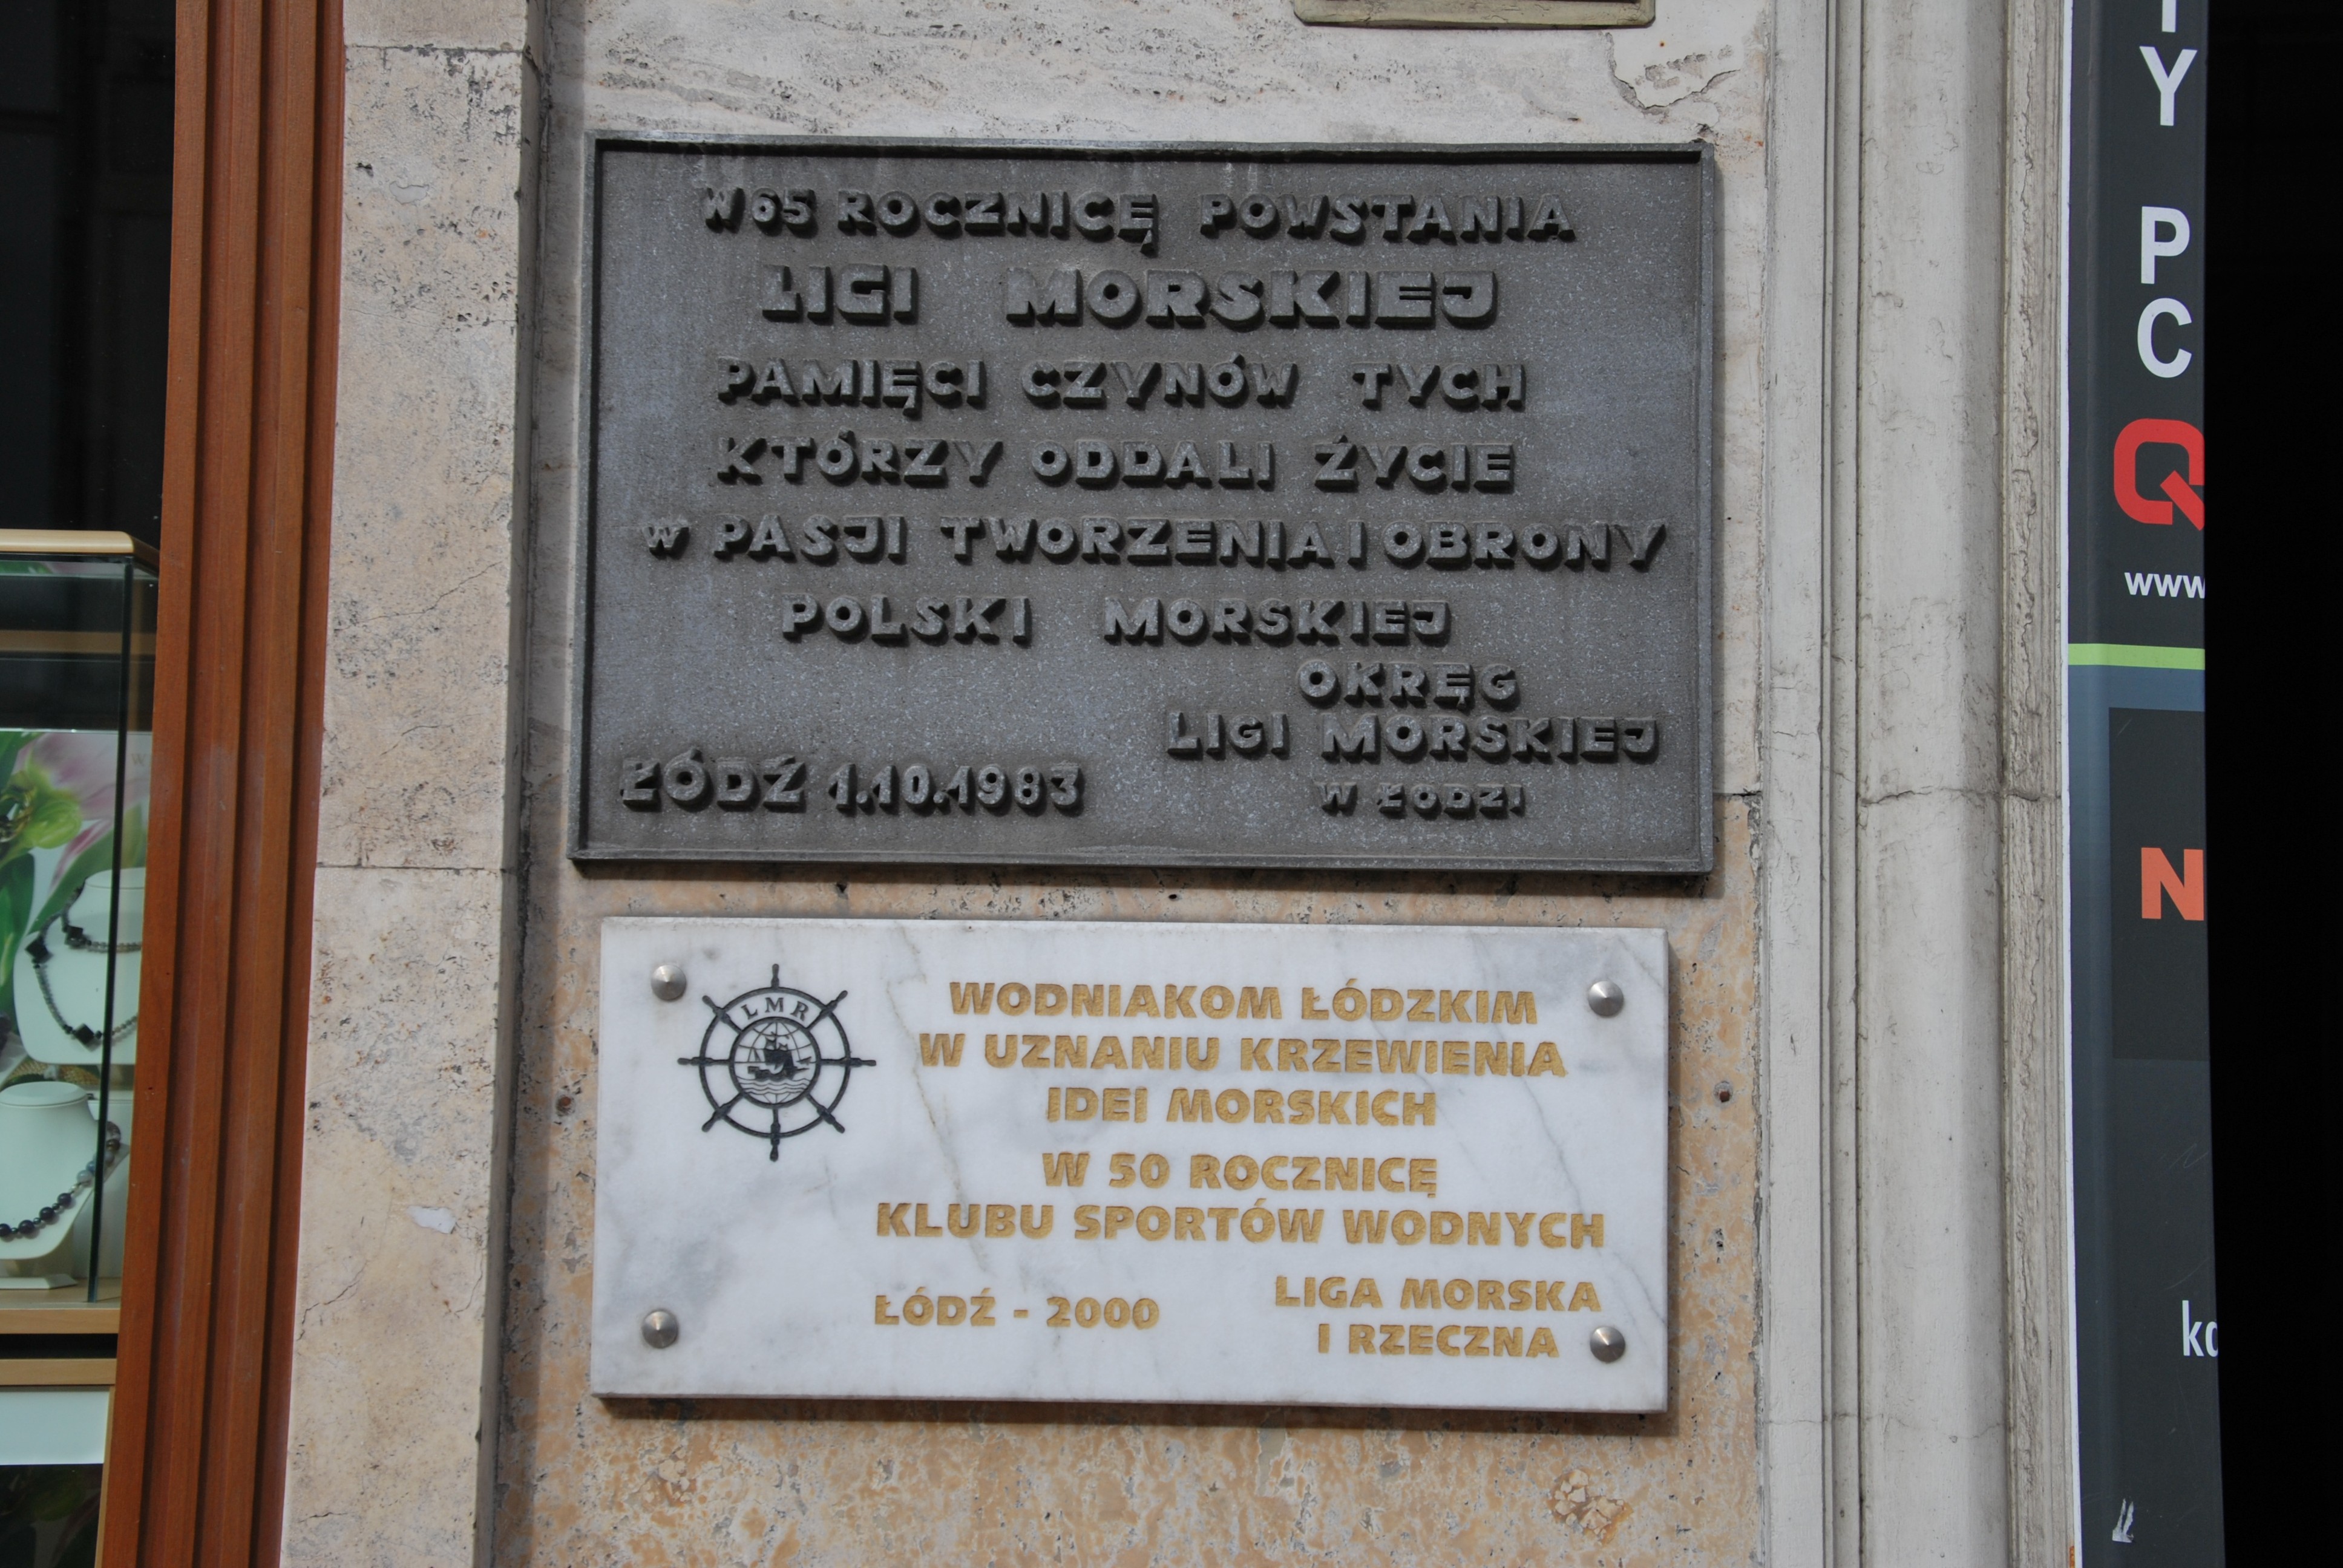 W 65 ROCZNICĘ POWSTANIA
LIGI MORSKIEJ
PAMIĘCI CZYNÓW TYCH
KTÓRZY ODDALI ŻYCIE
W PASJI TWORZENIA I OBRONY
POLSKI MORSKIEJ
OKRĘG
LIGI MORSKIEJ
W ŁODZI
ŁÓDŹ 1.10.1983
LMR
WODNIAKOM ŁÓDZKIM
W UZNANIU KRZEWIENIA
IDEI MORSKICH
W 50 ROCZNICĘ
KLUBU SPORTÓW WODNYCH
ŁÓDŹ - 2000
LIGA MORSKA
I RZECZNA
Y
P
C
Q
www
N